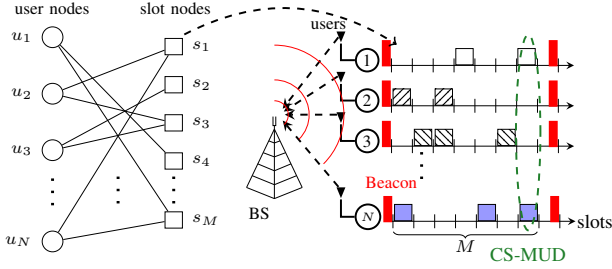 user nodes slot nodes
users
u1 s1
u2 s2
u3 s3
s4
uN sM
BS
1
2
3
N
Beacon
M
slots
CS-MUD